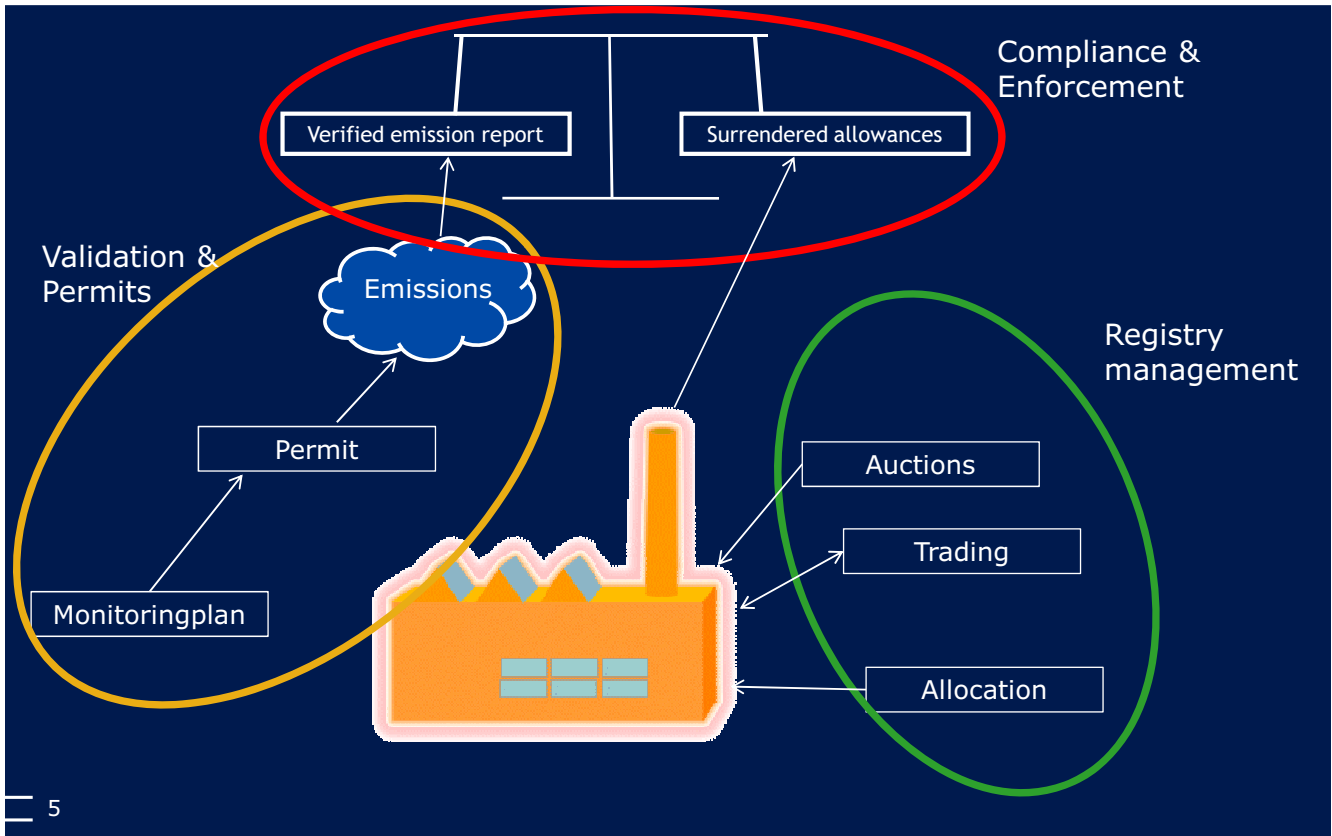 Compliance &
Enforcement
Verified emission report
Surrendered allowances
Validation &
Permits
Emissions
Registry
management
Permit
Auctions
Trading
Monitoringplan
Allocation
5